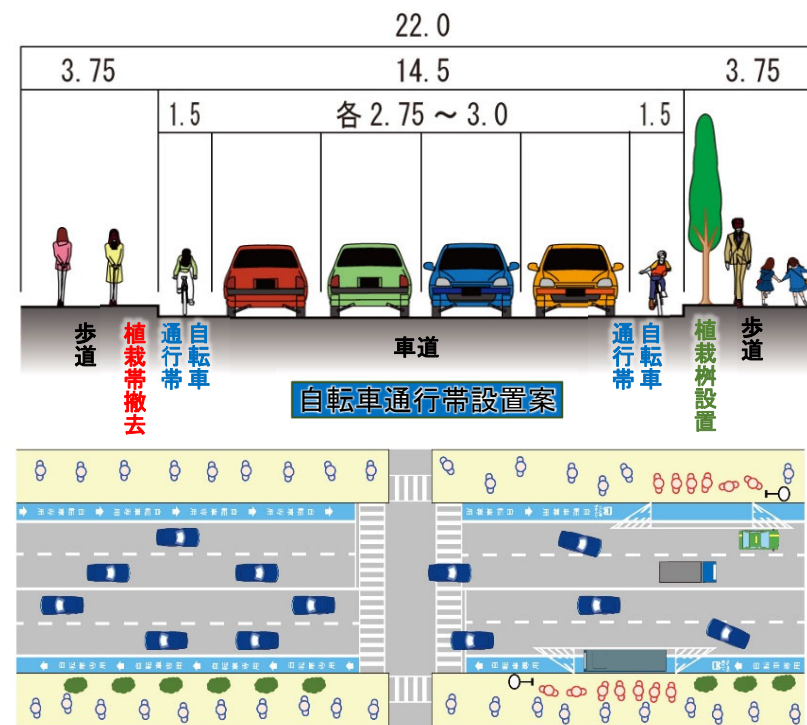 22.0
3.75
14.5
3.75
1.5
各2.75～3.0
1.5
歩道
植栽帯撤去
自転車
通行帯
車道
自転車
通行帯
植栽桝設置
歩道
自転車通行帯設置案